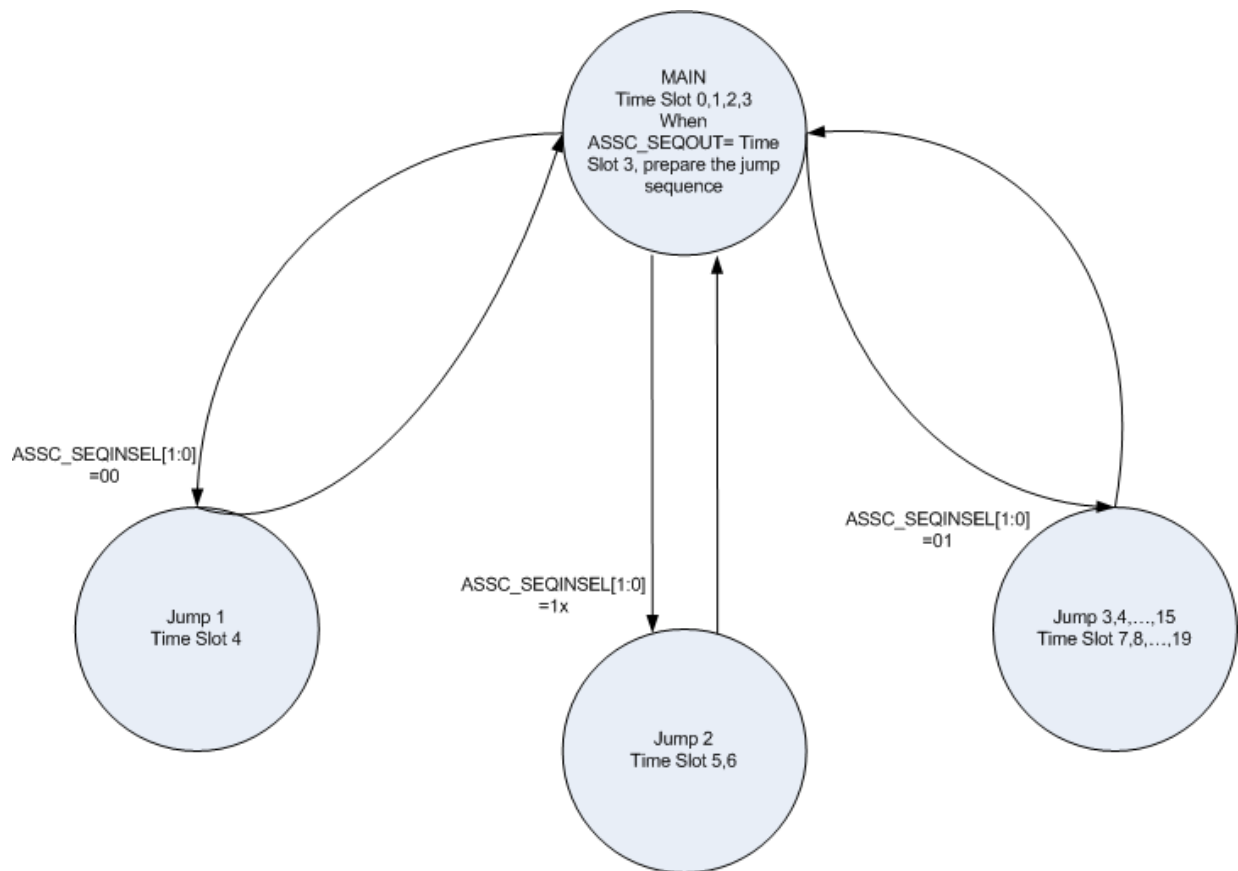 MAIN
Time Slot 0,1,2,3
When
ASSC_SEQOUT= Time
Slot 3, prepare the jump
sequence
ASSC_SEQINSEL[1:0]
=00
Jump 1
Time Slot 4
ASSC_SEQINSEL[1:0]
=1x
Jump 2
Time Slot 5,6
ASSC_SEQINSEL[1:0]
=01
Jump 3,4,...,15
Time Slot 7,8,...,19